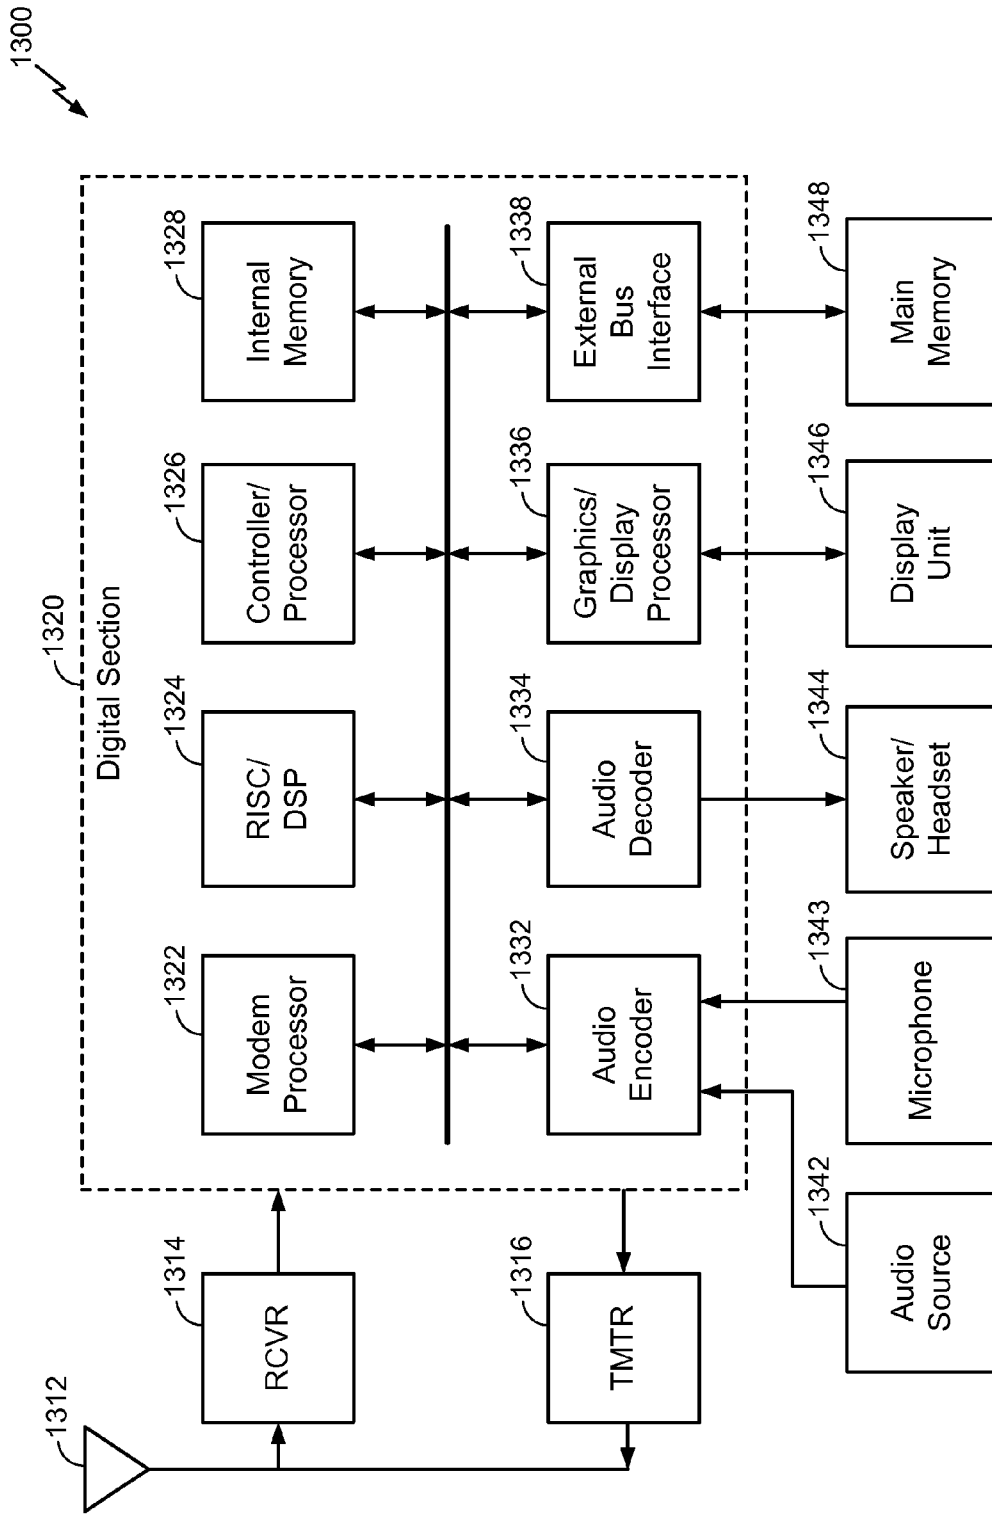 1300
1320
Digital Section
1312
1314
RCVR
1316
TMTR
1322
Modem
Processor
1324
RISC/
DSP
1326
Controller/
Processor
1328
Internal
Memory
1332
Audio
Encoder
1334
Audio
Decoder
1336
Graphics/
Display
Processor
1338
External
Bus
Interface
1342
Audio
Source
1343
Microphone
1344
Speaker/
Headset
1346
Display
Unit
1348
Main
Memory